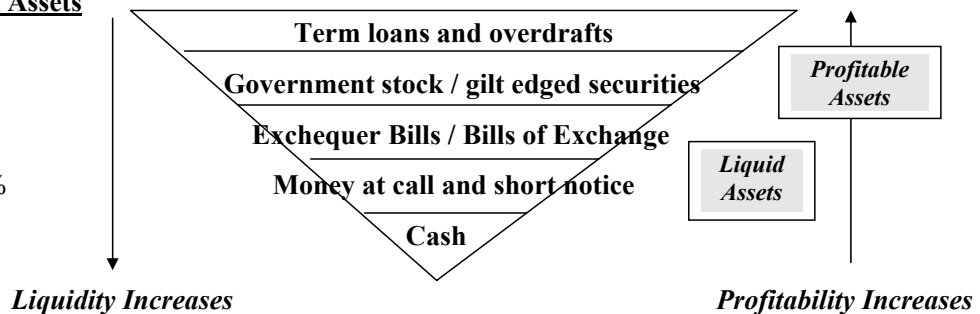 Assets
Term loans and overdrafts
Government stock / gilt edged securities
Profitable
Assets
Exchequer Bills / Bills of Exchange
Liquid
Assets
%
Money at call and short notice
Cash
Liquidity Increases
Profitability Increases